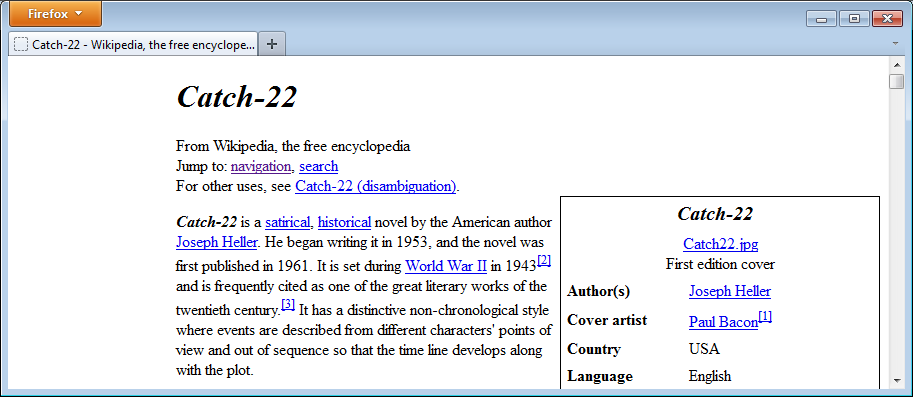 Firefox
Catch-22 - Wikipedia, the free encyclope...
Catch-22
From Wikipedia, the free encyclopedia
Jump to: navigation, search
For other uses, see Catch-22 (disambiguation).
Catch-22 is a satirical, historical novel by the American author
Joseph Heller. He began writing it in 1953, and the novel was
first published in 1961. It is set during World War II in 1943[2]
and is frequently cited as one of the great literary works of the
twentieth century.[3] It has a distinctive non-chronological style
where events are described from different characters' points of
view and out of sequence so that the time line develops along
with the plot.
Catch-22
Catch22.jpg
First edition cover
Author(s) Joseph Heller
Cover artist Paul Bacon[1]
Country USA
Language English